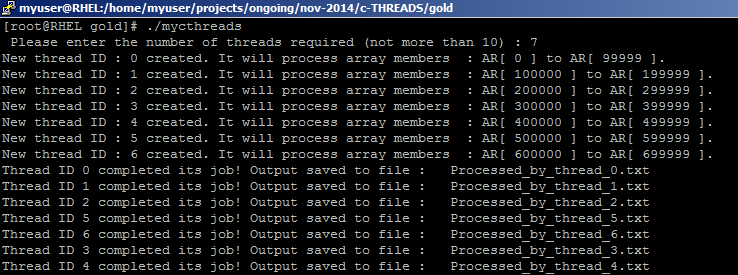 myuser@RHEL:/home/myuser/projects/ongoing/nov-2014/c-THREADS/gold
[root@RHEL gold]# ./mycthreads
 Please enter the number of threads required (not more than 10) : 7
New thread ID : 0 created. It will process array members  : AR[ 0 ] to AR[ 99999 ].
New thread ID : 1 created. It will process array members  : AR[ 100000 ] to AR[ 199999 ].
New thread ID : 2 created. It will process array members  : AR[ 200000 ] to AR[ 299999 ].
New thread ID : 3 created. It will process array members  : AR[ 300000 ] to AR[ 399999 ].
New thread ID : 4 created. It will process array members  : AR[ 400000 ] to AR[ 499999 ].
New thread ID : 5 created. It will process array members  : AR[ 500000 ] to AR[ 599999 ].
New thread ID : 6 created. It will process array members  : AR[ 600000 ] to AR[ 699999 ].
Thread ID 0 completed its job! Output saved to file :   Processed_by_thread_0.txt
Thread ID 1 completed its job! Output saved to file :   Processed_by_thread_1.txt
Thread ID 2 completed its job! Output saved to file :   Processed_by_thread_2.txt
Thread ID 5 completed its job! Output saved to file :   Processed_by_thread_5.txt
Thread ID 6 completed its job! Output saved to file :   Processed_by_thread_6.txt
Thread ID 3 completed its job! Output saved to file :   Processed_by_thread_3.txt
Thread ID 4 completed its job! Output saved to file :   Processed_by_thread_4.txt